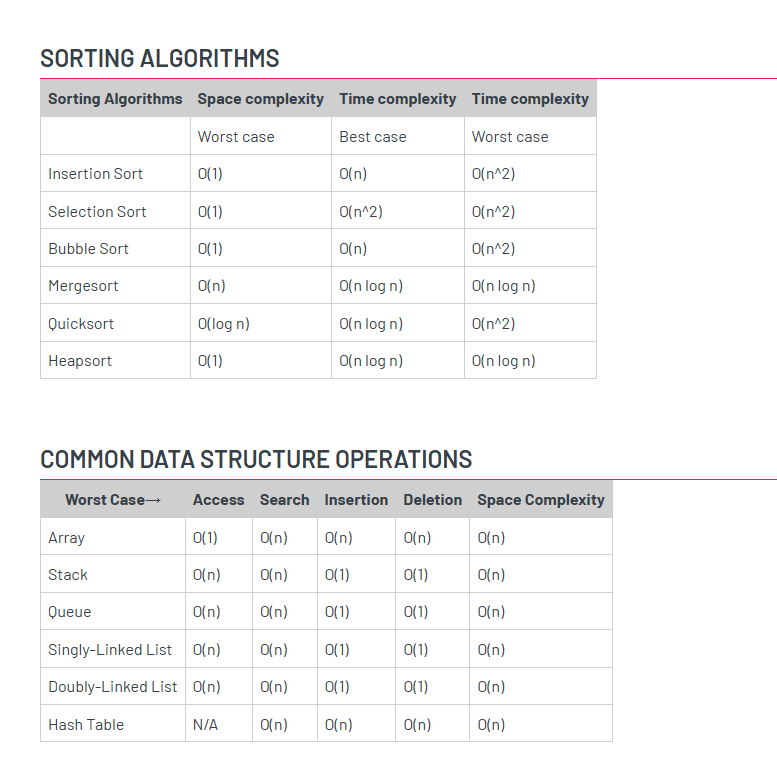 SORTING ALGORITHMS
Sorting Algorithms Space complexity Time complexity Time complexity
Worst case Best case Worst case
Insertion Sort O(1) O(n) O(n^2)
Selection Sort O(1) O(n^2) O(n^2)
Bubble Sort O(1) O(n) O(n^2)
Mergesort O(n) O(n log n) O(n log n)
Quicksort O(log n) O(n log n) O(n^2)
Heapsort O(1) O(n log n) O(n log n)
COMMON DATA STRUCTURE OPERATIONS
Worst Case→ Access Search Insertion Deletion Space Complexity
Array O(1) O(n) O(n) O(n) O(n)
Stack O(n) O(n) O(1) O(1) O(n)
Queue O(n) O(n) O(1) O(1) O(n)
Singly-Linked List O(n) O(n) O(1) O(1) O(n)
Doubly-Linked List O(n) O(n) O(1) O(1) O(n)
Hash Table N/A O(n) O(n) O(n) O(n)